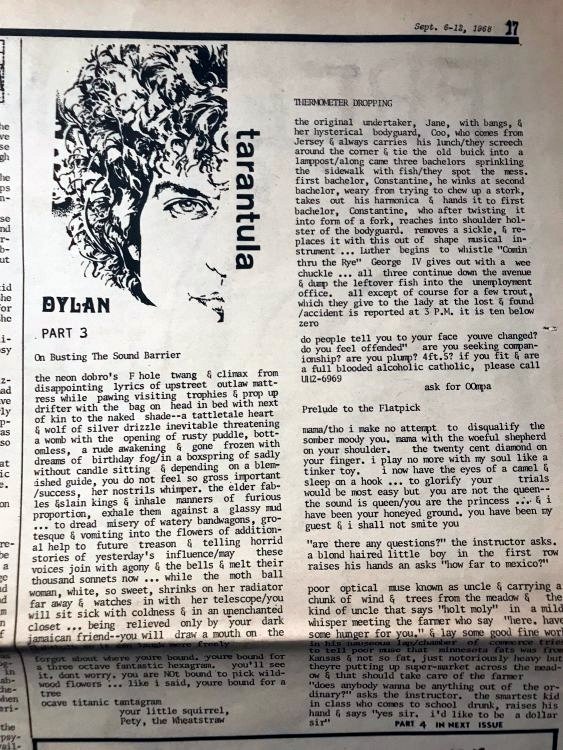 Sept. 6-12, 1968 17
tarantula
DYLAN
PART 3
On Busting The Sound Barrier
the neon dobro's F hole twang & climax from
disappointing lyrics of upstreet outlaw matt-
ress while pawing visiting trophies & prop up
drifter with the bag on head in bed with next
of kin to the naked shade--a tattletale heart
& wolf of silver drizzle inevitable threatening
a womb with the opening of rusty puddle, bott-
omless, a rude awakening & gone frozen with
dreams of birthday fog/in a boxspring of sadly
without candle sitting & depending on a blem-
ished guide, you do not feel so gross important
/success, her nostrils whimper. the elder fab-
les &slain kings & inhale manners of furious
proportion, exhale them against a glassy mud
... to dread misery of watery bandwagons, gro-
tesque & vomiting into the flowers of addition-
al help to future treason & telling horrid
stories of yesterday's influence/may these
voices join with agony & the bells & melt their
thousand sonnets now ... while the moth ball
woman, white, so sweet, shrinks on her radiator
far away & watches in with her telescope/you
will sit sick with coldness & in an unenchanted
closet ... being relieved only by your dark
jamaican friend--you will draw a mouth on the
forgot about where youre bound. youre bound for
a three octave fantastic hexagram, you'll see
it. dont worry. you are NOt bound to pick wild-
wood flowers ... like i said, youre bound for a
tree
ocave titanic tantagram
your little squirrel,
Pety, the Wheatstraw
THERMOMETER DROPPING
the original undertaker, Jane, with bangs, &
her hysterical bodyguard, Coo, who comes from
Jersey & always carries his lunch/they screech
around the corner & tie the old buick into a
lamppost/along came three bachelors sprinkling
the sidewalk with fish/they spot the mess.
first bachelor, Constantine, he winks at second
bachelor, weary from trying to chew up a stork,
takes out his harmonica & hands it to first
bachelor, Constantine, who after twisting it
into form of a fork, reaches into shoulder hol-
ster of the bodyguard. removes a sickle, & re-
places it with this out of shape musical in-
strument ... Luther begins to whistle "Comin
thru the Rye" George IV gives out with a wee
chuckle ... all three continue down the avenue
& dump the leftover fish into the unemployment
office. all except of course for a few trout,
which they give to the lady at the lost & found
/accident is reported at 3 P.M. it is ten below
zero
do people tell you to your face youve changed?
do you feel offended" are you seeking compan-
ionship? are you plump? 4ft.5? if you fit & are
a full blooded alcoholic catholic, please call
UH2-6969
ask for OOmpa
Prelude to the Flatpick
mama/tho i make no attempt to disqualify the
somber moody you. mama with the woeful shepherd
on your shoulder. the twenty cent diamond on
your finger. i play no more with my soul like a
tinker toy. i now have the eyes of a camel &
sleep on a hook ... to glorify your trials
would be most easy but you are not the queen--
the sound is queen/you are the princess ... & i
have been your honeyed ground. you have been my
guest & i shall not smite you
"are there any questions?" the instructor asks.
a blond haired little boy in the first row
raises his hands an asks "how far to mexico?"
poor optical muse known as uncle & carrying a
chunk of wind & trees from the meadow & the
kind of uncle that says "holt moly" in a mild
whisper meeting the farmer who say "here, have
some hunger for you." & lay some good fine work
to tell poor muse that minnesota fats was from
Kansas & not so fat, just notoriously heavy but
they're putting up super-market across the mead-
ow & that should take care of the farmer
"does anybody wanna be anything out of the or-
dinary?" asks the instructor. the smartest kid
in class who comes to school drunk, raises his
hand & says "yes sir. i'd like to be a dollar
sir"
PART 4 IN NEXT ISSUE